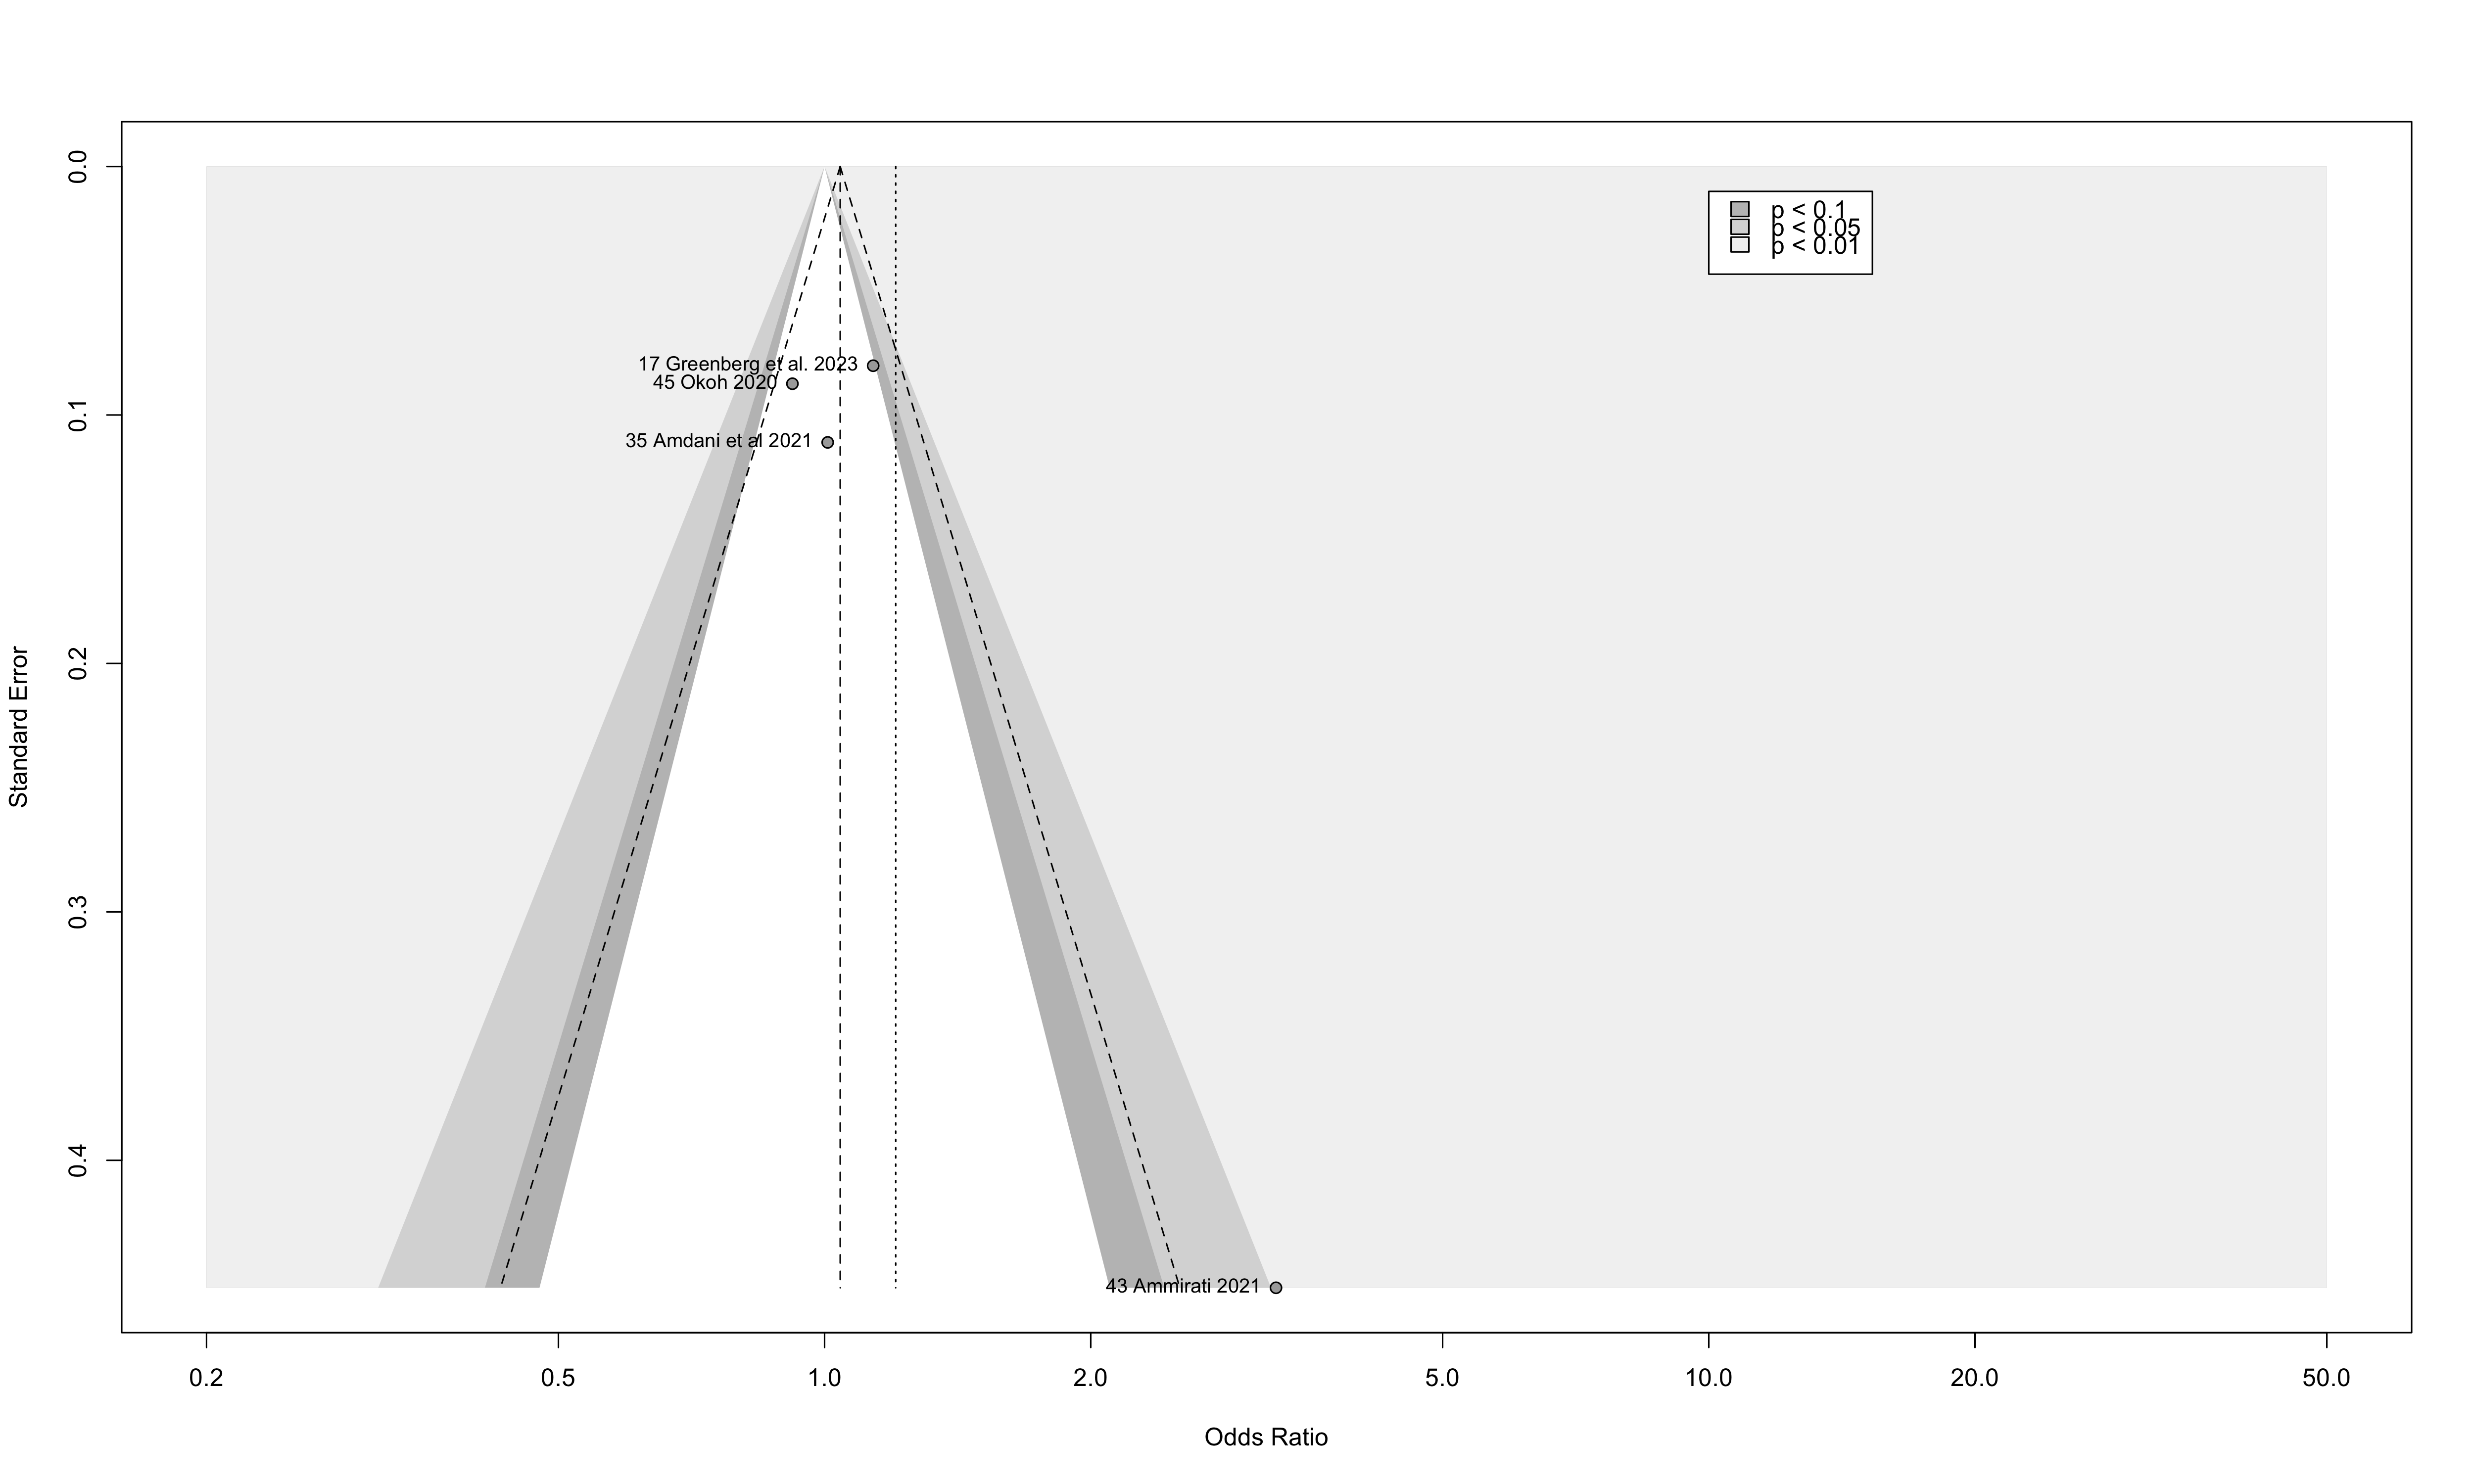 p < 0.1
p < 0.05
p < 0.01
17 Greenberg et al. 2023
45 Okoh 2020
35 Amdani et al 2021
43 Ammirati 2021
Standard Error
0.0
0.1
0.2
0.3
0.4
0.2
0.5
1.0
2.0
5.0
10.0
20.0
50.0
Odds Ratio